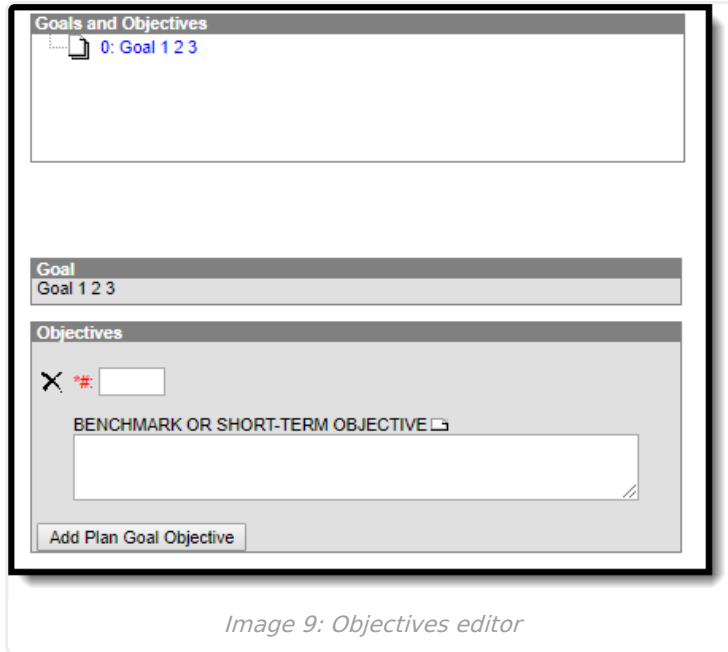 Goals and Objectives
0: Goal 1 2 3
Goal
Goal 1 2 3
Objectives
*#:
BENCHMARK OR SHORT-TERM OBJECTIVE
Add Plan Goal Objective
Image 9: Objectives editor